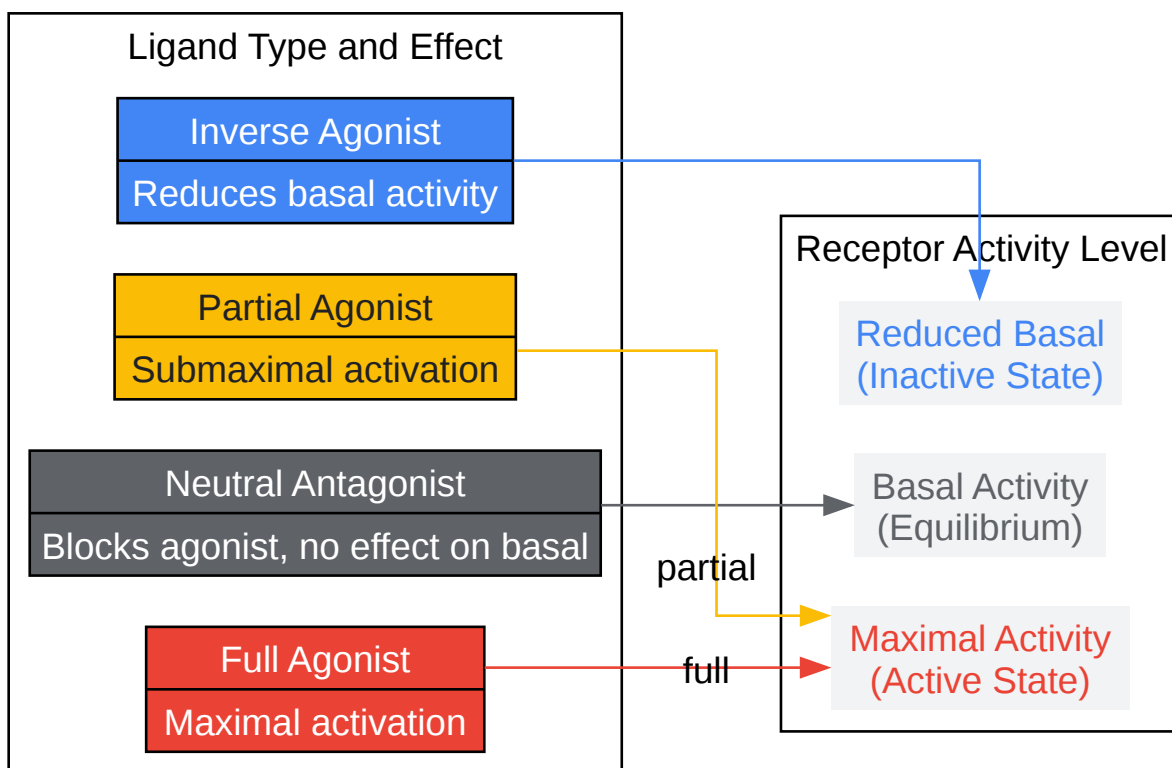 Ligand Type and Effect
Inverse Agonist
Reduces basal activity
Partial Agonist
Submaximal activation
Neutral Antagonist
Blocks agonist, no effect on basal
Full Agonist
Maximal activation
partial
full
Receptor Activity Level
Reduced Basal
(Inactive State)
Basal Activity
(Equilibrium)
Maximal Activity
(Active State)